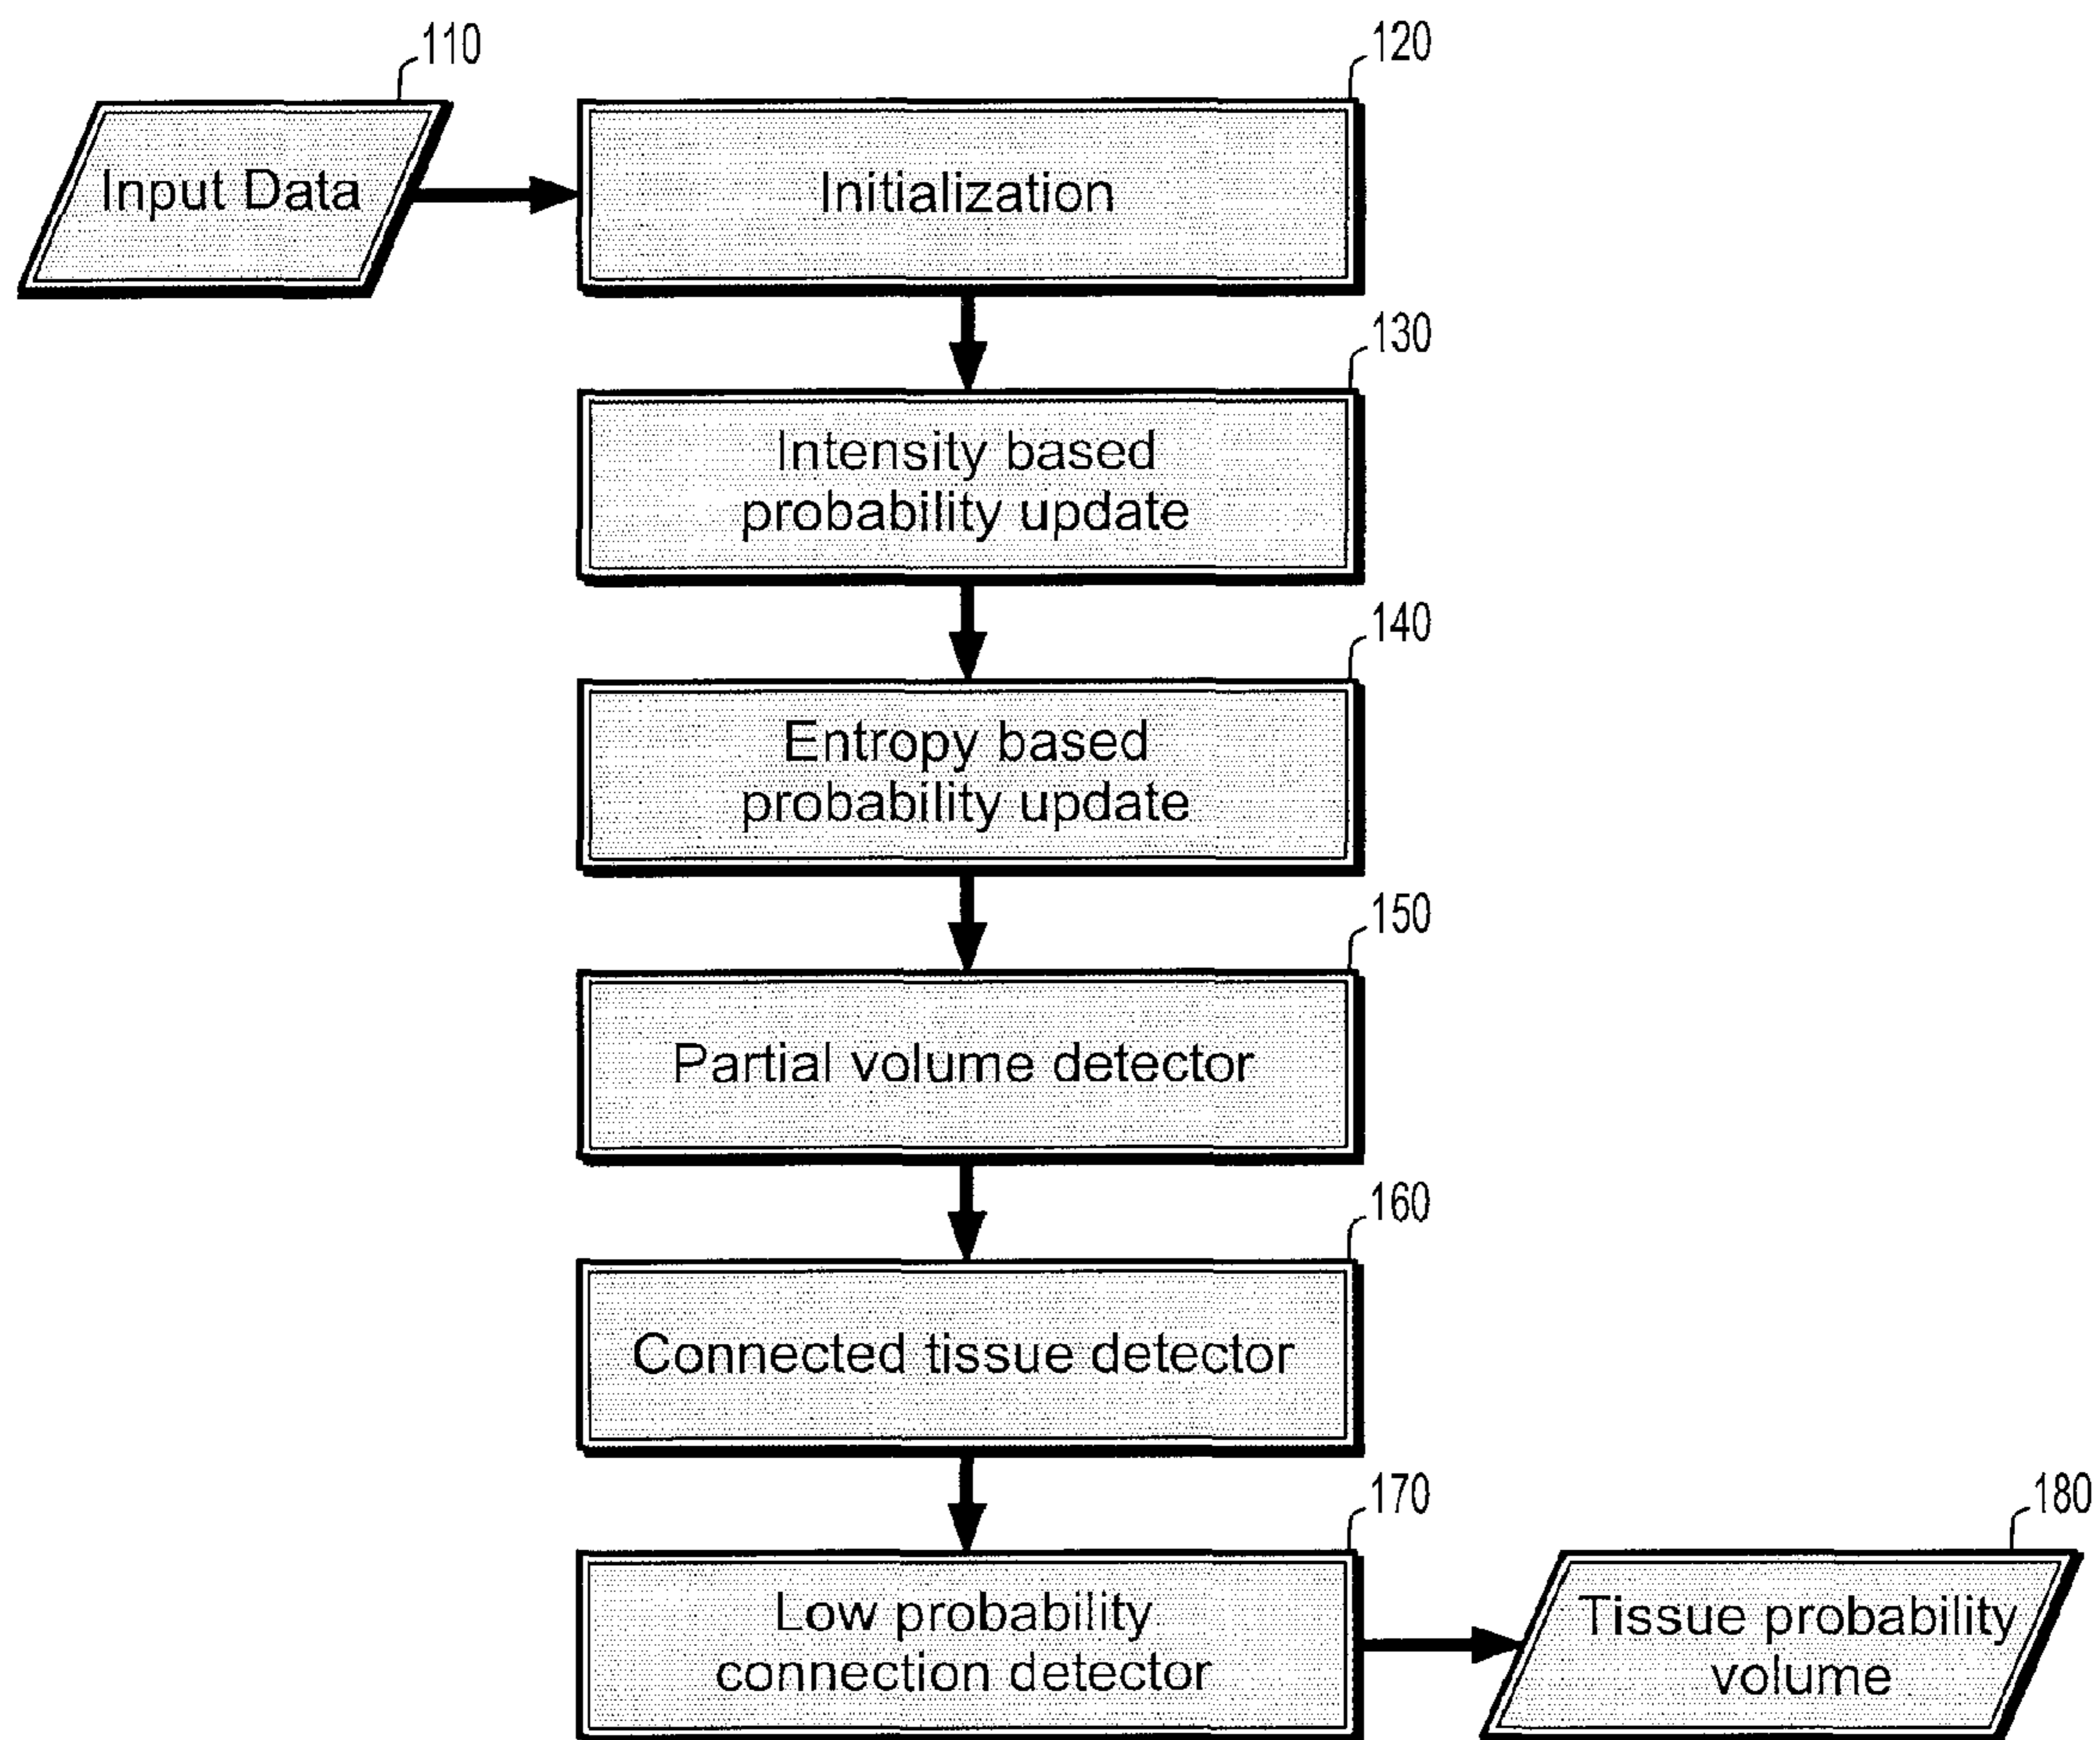 110
Input Data
120
Initialization
130
Intensity based
probability update
140
Entropy based
probability update
150
Partial volume detector
160
Connected tissue detector
170
Low probability
connection detector
180
Tissue probability
volume